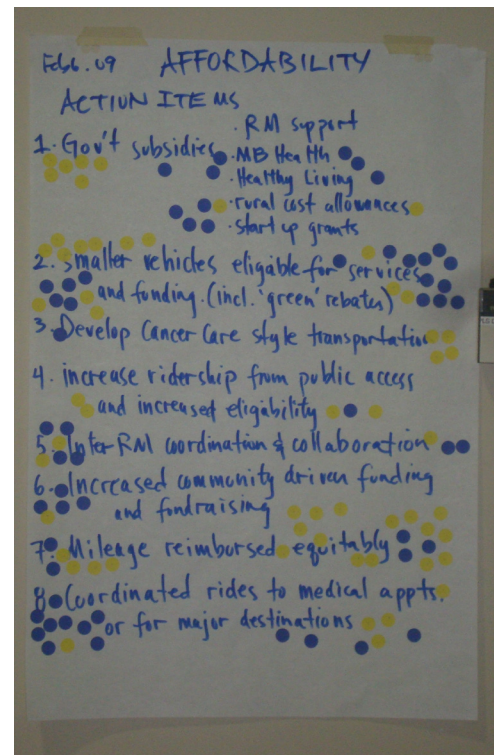 Feb 6.09 AFFORDABILITY
ACTION ITEMS
1. Gov't subsidies · RM support
· MB Health
· Healthy Living
· rural cost allowances
· start up grants
2. Smaller vehicles eligable for services
and funding (incl. 'green' rebates)
3. Develop Cancer Care style transportation
4. increase ridership from public access
and increased eligability
5. Inter RM coordination & collaboration
6. Increased community driven funding
and fundraising
7. Mileage reimbursed equitably
8. Coordinated rides to medical appts.
or for major destinations